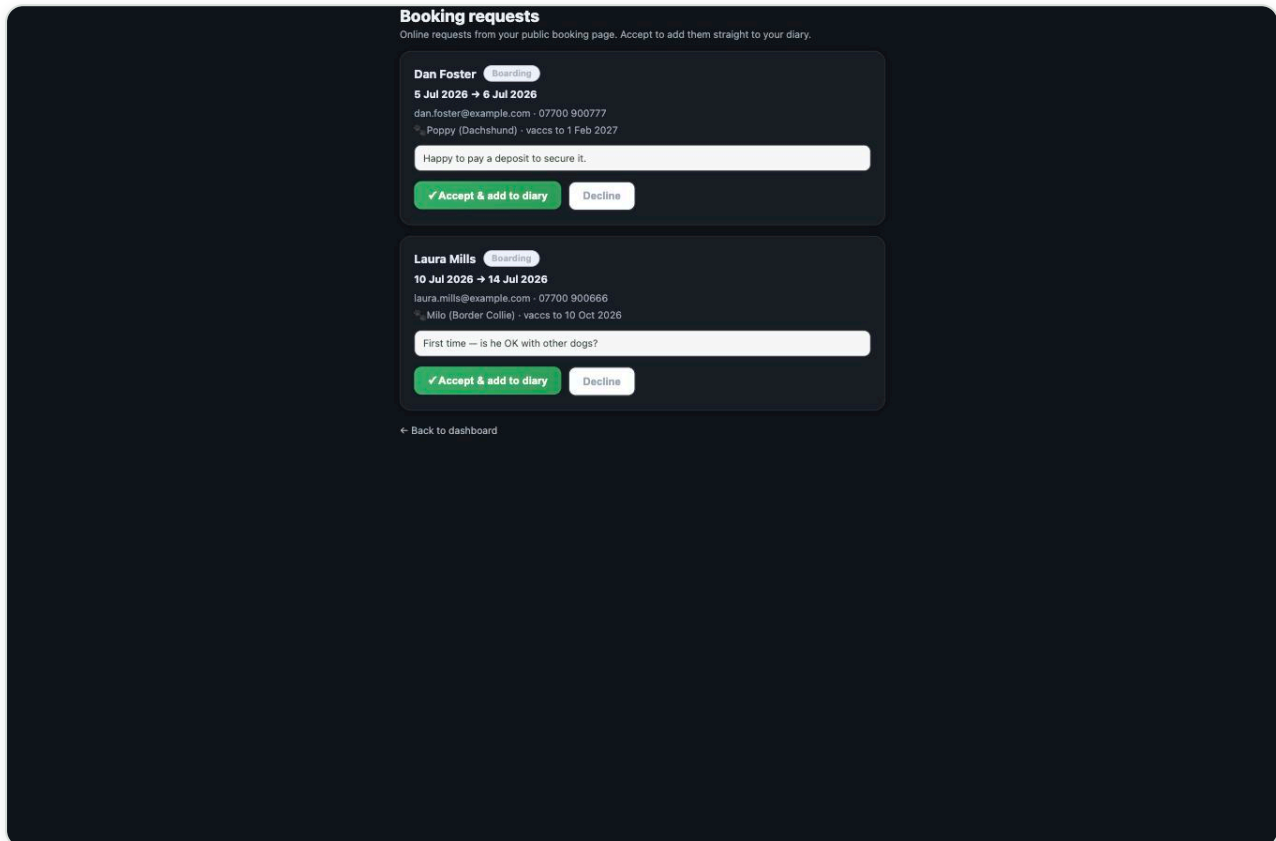 Booking requests
Online requests from your public booking page. Accept to add them straight to your diary.
Dan Foster Boarding
5 Jul 2026 → 6 Jul 2026
dan.foster@example.com · 07700 900777
🐾Poppy (Dachshund) · vaccs to 1 Feb 2027
Happy to pay a deposit to secure it.
✓Accept & add to diary Decline
Laura Mills Boarding
10 Jul 2026 → 14 Jul 2026
laura.mills@example.com · 07700 900666
🐾Milo (Border Collie) · vaccs to 10 Oct 2026
First time — is he OK with other dogs?
✓Accept & add to diary Decline
← Back to dashboard